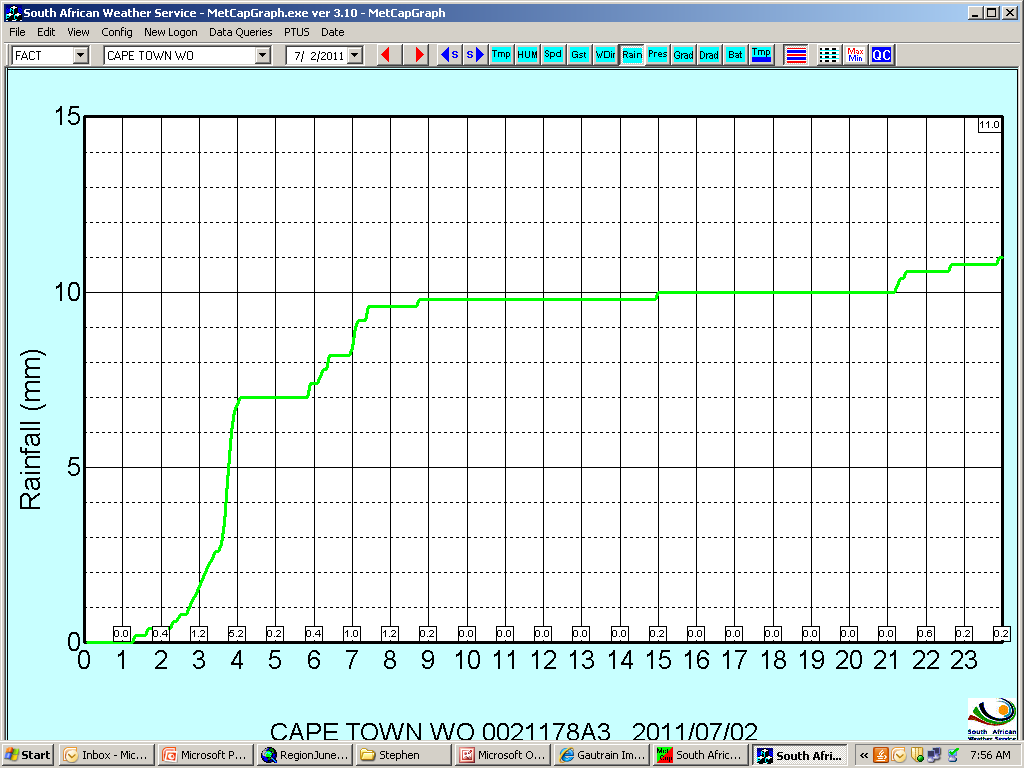 South African Weather Service - MetCapGraph.exe ver 3.10 - MetCapGraph
File Edit View Config New Logon Data Queries PTUS Date
FACT CAPE TOWN WO 7/ 2/2011 S S Tmp HUM Spd Gst WDir Rain Pres Grad Drad Bat Tmp Max Min QC
15
11.0
10
Rainfall (mm)
5
0
0.0 0.4 1.2 5.2 0.2 0.4 1.0 1.2 0.2 0.0 0.0 0.0 0.0 0.0 0.2 0.0 0.0 0.0 0.0 0.0 0.0 0.6 0.2 0.2
0 1 2 3 4 5 6 7 8 9 10 11 12 13 14 15 16 17 18 19 20 21 22 23
CAPE TOWN WO 0021178A3 2011/07/02
South African
Weather Service
Start Inbox - Mic... Microsoft P... RegionJune... Stephen Microsoft O... Gautrain Im... South Afric... South Afri... « 7:56 AM